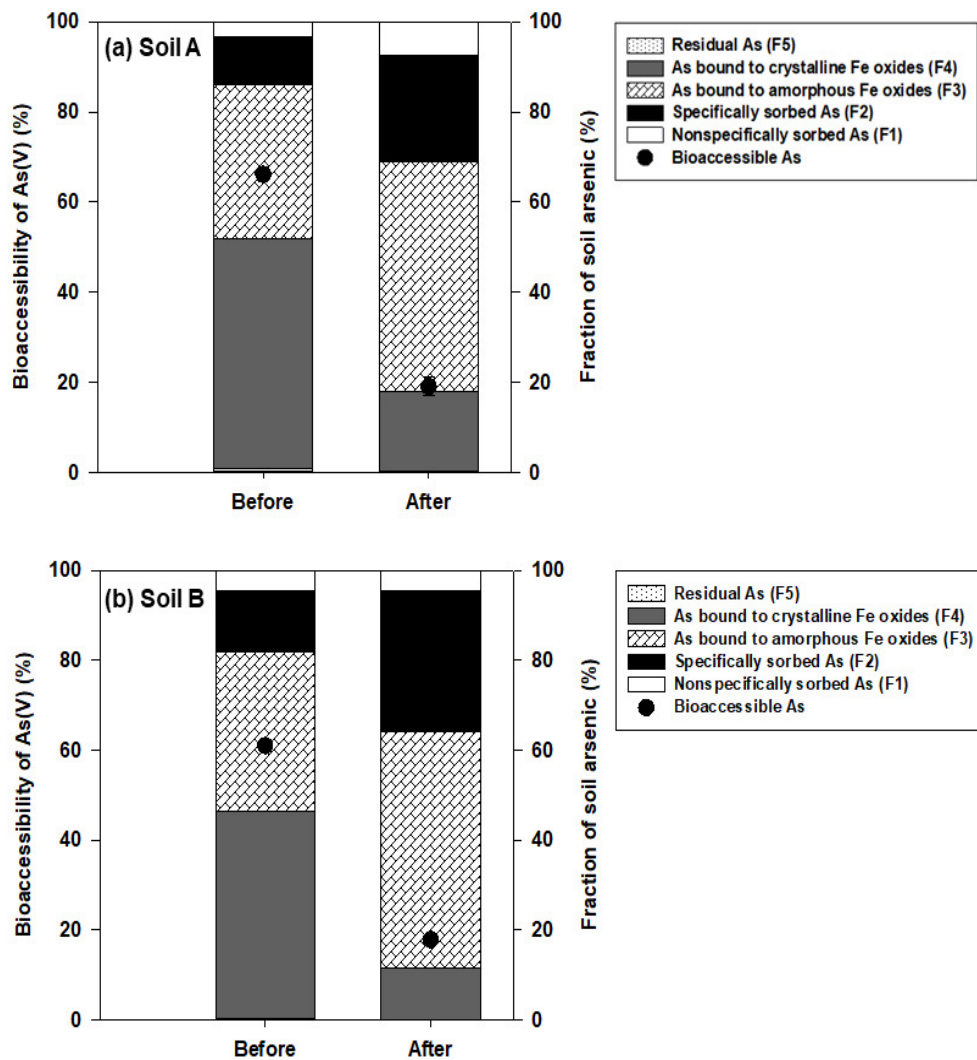 (a) Soil A
100
80
60
40
20
0
Bioaccessibility of As(V) (%)
100
80
60
40
20
0
Fraction of soil arsenic (%)
Before After
Residual As (F5)
As bound to crystalline Fe oxides (F4)
As bound to amorphous Fe oxides (F3)
Specifically sorbed As (F2)
Nonspecifically sorbed As (F1)
Bioaccessible As
(b) Soil B
100
80
60
40
20
0
Bioaccessibility of As(V) (%)
100
80
60
40
20
0
Fraction of soil arsenic (%)
Before After
Residual As (F5)
As bound to crystalline Fe oxides (F4)
As bound to amorphous Fe oxides (F3)
Specifically sorbed As (F2)
Nonspecifically sorbed As (F1)
Bioaccessible As